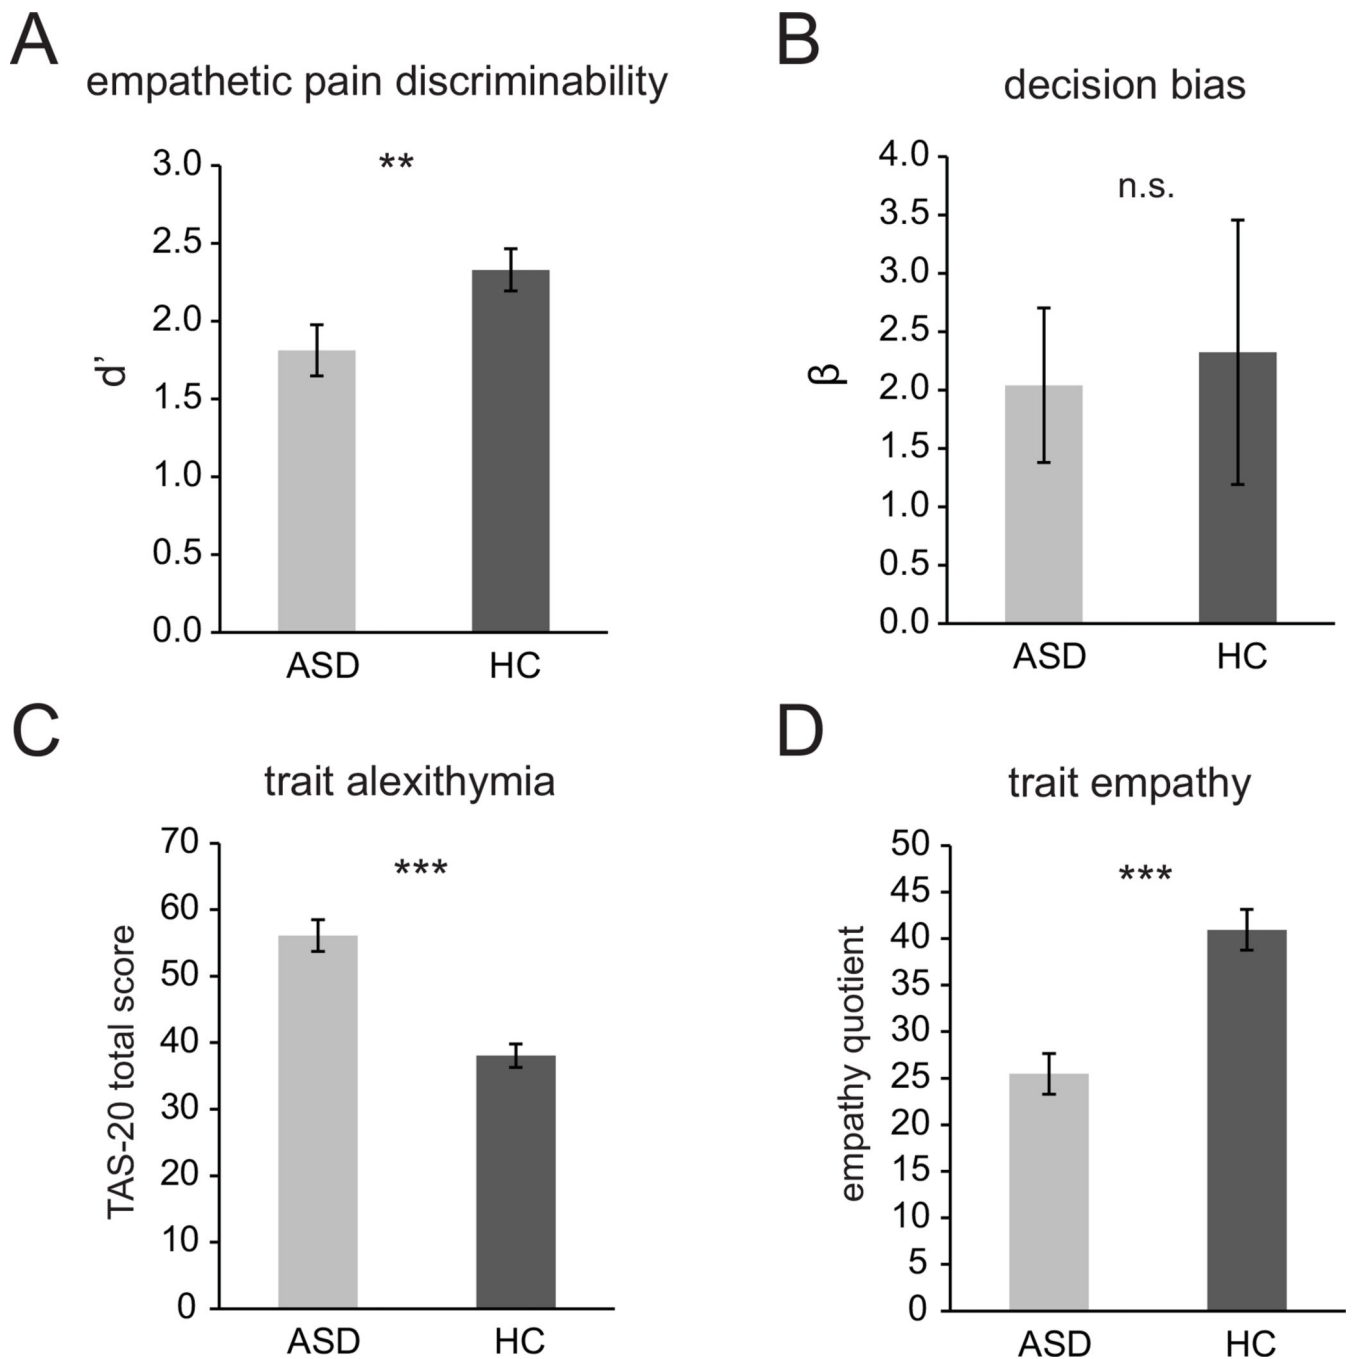 A
empathetic pain discriminability
**
d’
3.0
2.5
2.0
1.5
1.0
0.5
0.0
ASD HC
B
decision bias
n.s.
β
4.0
3.5
3.0
2.5
2.0
1.5
1.0
0.5
0.0
ASD HC
C
trait alexithymia
***
TAS-20 total score
70
60
50
40
30
20
10
0
ASD HC
D
trait empathy
***
empathy quotient
50
45
40
35
30
25
20
15
10
5
0
ASD HC